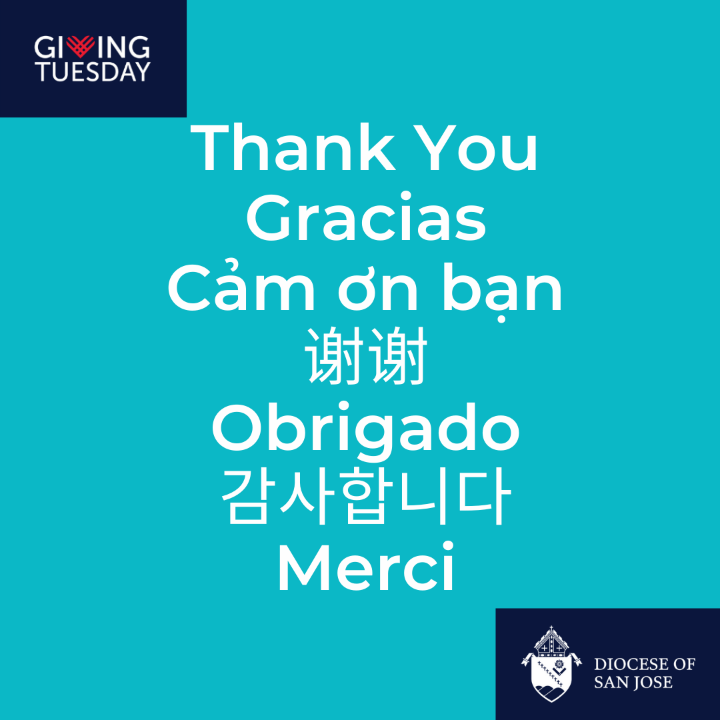 GIVING
TUESDAY
Thank You
Gracias
Cảm ơn bạn
谢谢
Obrigado
감사합니다
Merci
DIOCESE OF
SAN JOSE